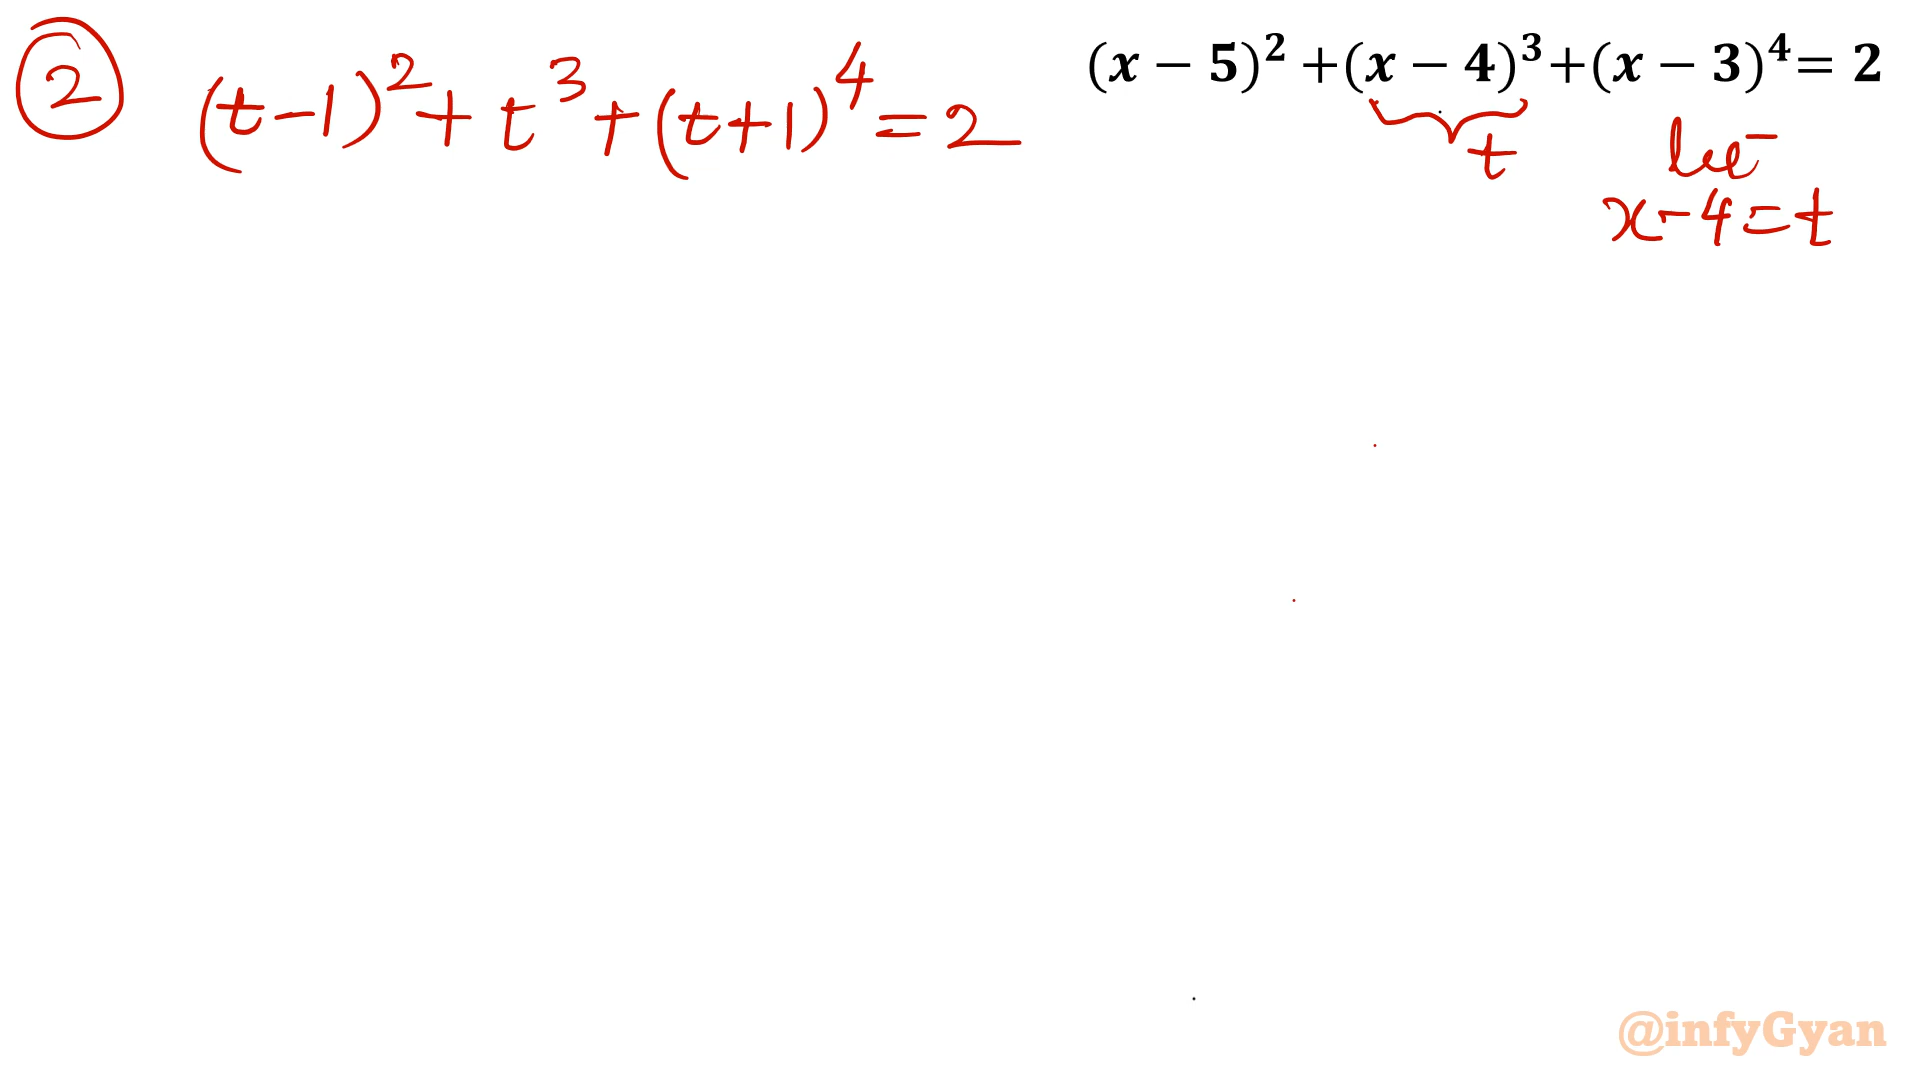 ② (t-1)² + t³ + (t+1)⁴ = 2
(x − 5)² + (x − 4)³ + (x − 3)⁴ = 2
t
let
x-4=t
@infyGyan